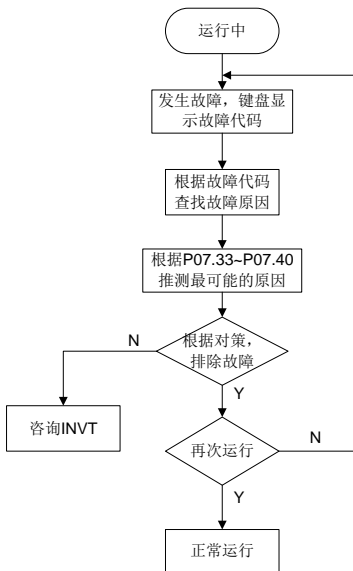 运行中
发生故障，键盘显
示故障代码
根据故障代码
查找故障原因
根据P07.33~P07.40
推测最可能的原因
N
根据对策，
排除故障
Y
咨询INVT
再次运行
N
Y
正常运行